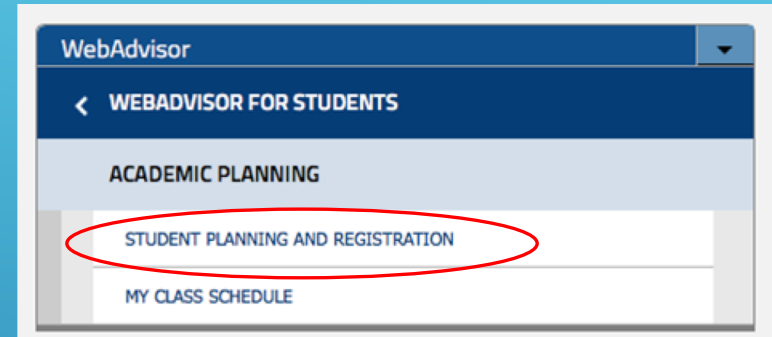 WebAdvisor
WEBADVISOR FOR STUDENTS
ACADEMIC PLANNING
STUDENT PLANNING AND REGISTRATION
MY CLASS SCHEDULE